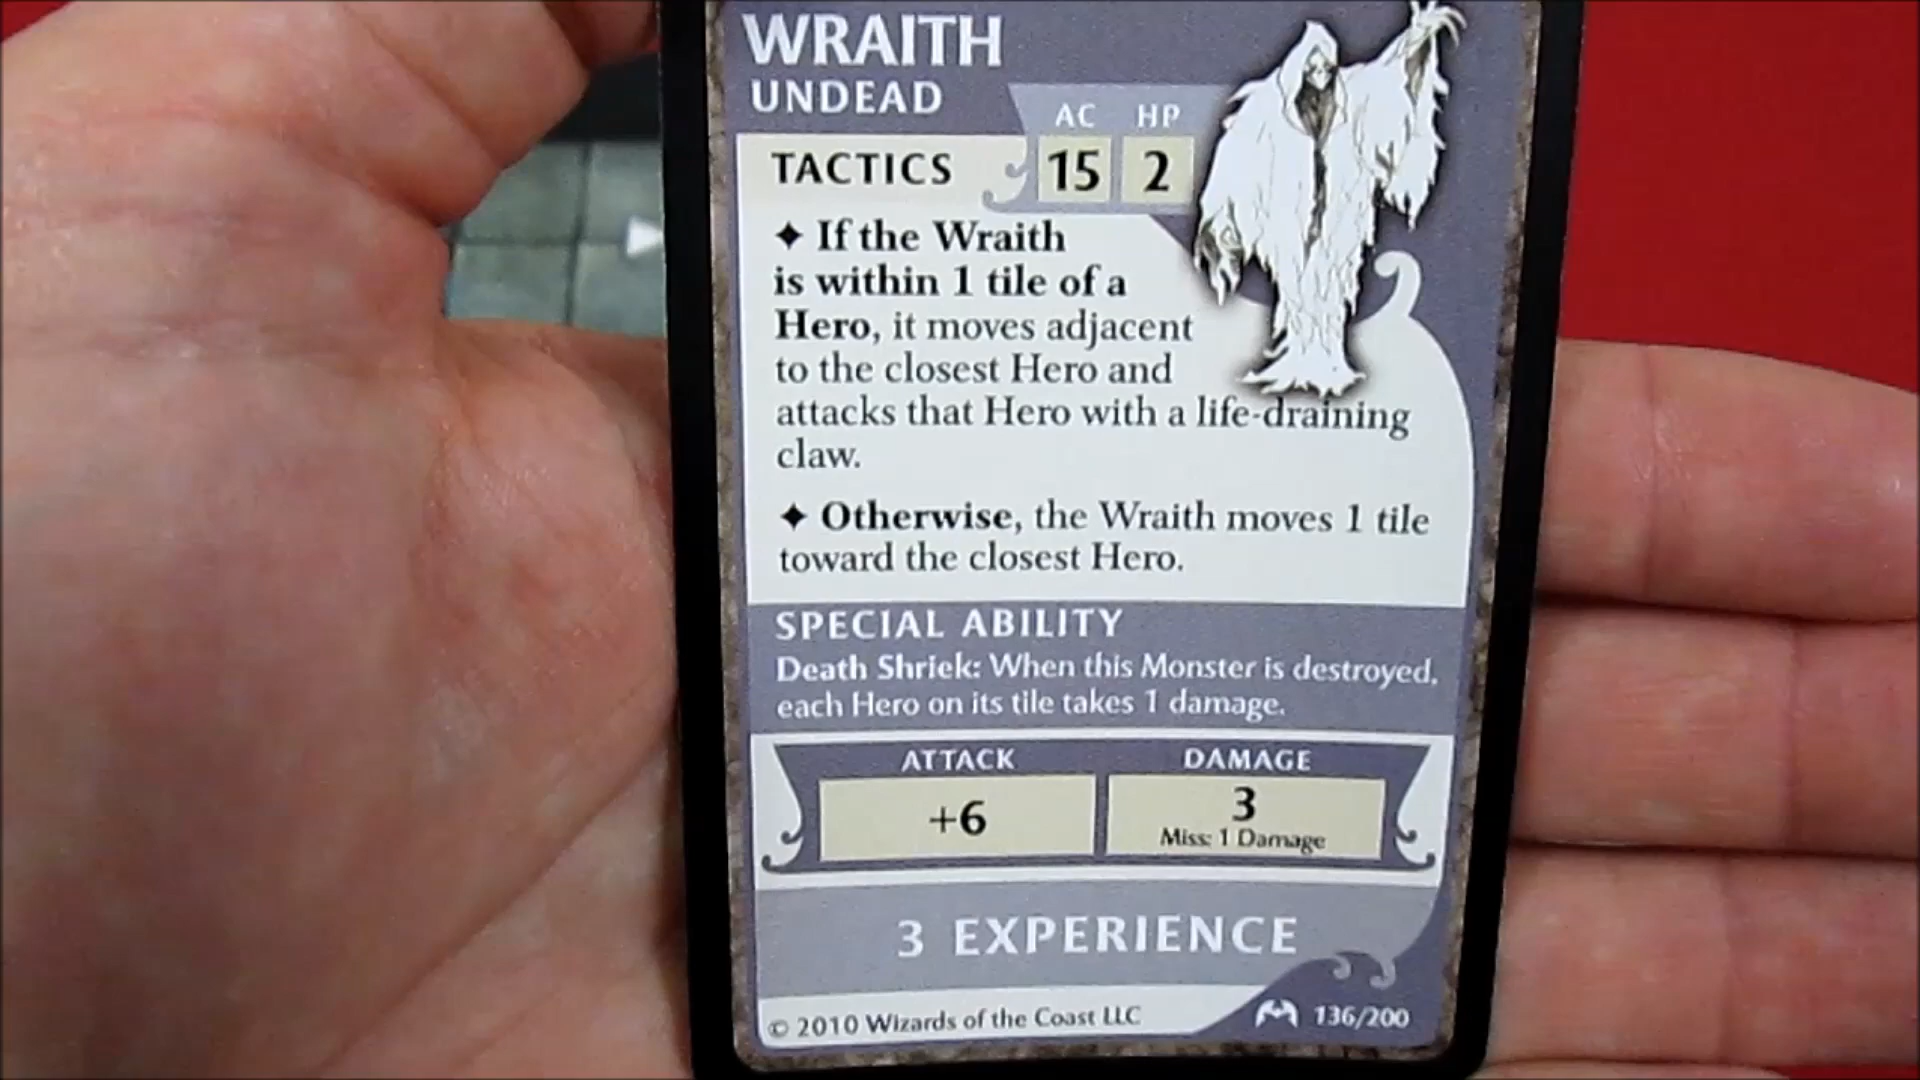 WRAITH
UNDEAD
AC HP
TACTICS 15 2
✦ If the Wraith
is within 1 tile of a
Hero, it moves adjacent
to the closest Hero and
attacks that Hero with a life-draining
claw.
✦ Otherwise, the Wraith moves 1 tile
toward the closest Hero.
SPECIAL ABILITY
Death Shriek: When this Monster is destroyed,
each Hero on its tile takes 1 damage.
ATTACK DAMAGE
+6 3
Miss: 1 Damage
3 EXPERIENCE
© 2010 Wizards of the Coast LLC 136/200